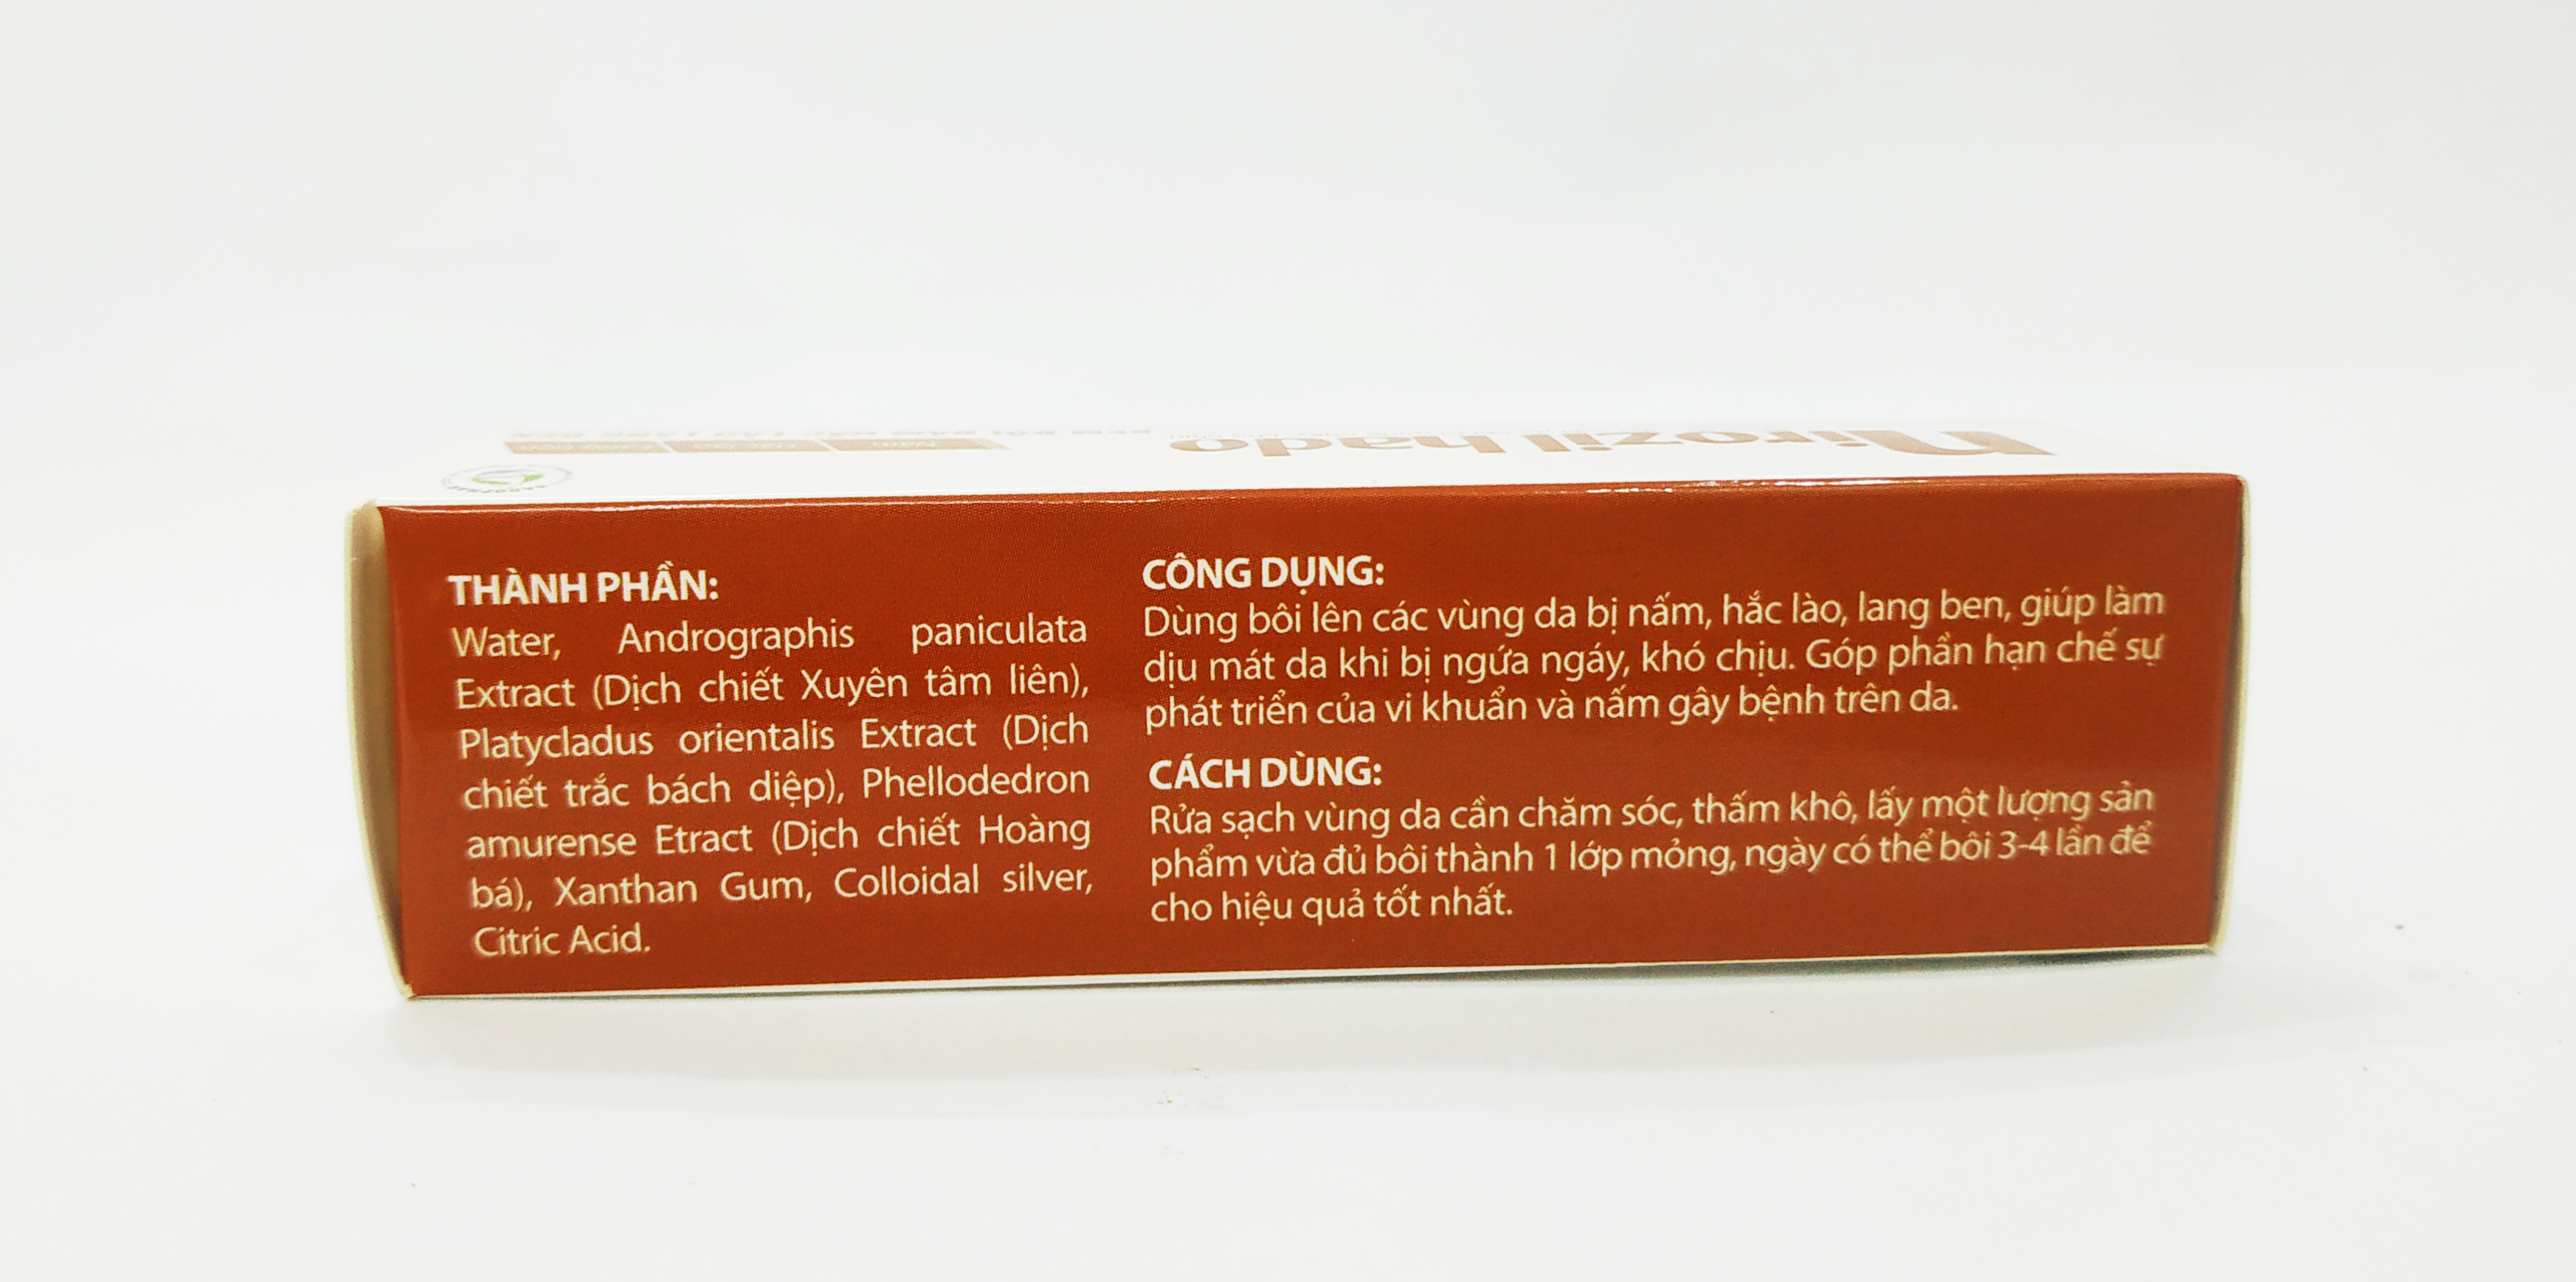 nirozil hado
THÀNH PHẦN:
Water, Andrographis paniculata
Extract (Dịch chiết Xuyên tâm liên),
Platycladus orientalis Extract (Dịch
chiết trắc bách diệp), Phellodedron
amurense Etract (Dịch chiết Hoàng
bá), Xanthan Gum, Colloidal silver,
Citric Acid.
CÔNG DỤNG:
Dùng bôi lên các vùng da bị nấm, hắc lào, lang ben, giúp làm
dịu mát da khi bị ngứa ngáy, khó chịu. Góp phần hạn chế sự
phát triển của vi khuẩn và nấm gây bệnh trên da.
CÁCH DÙNG:
Rửa sạch vùng da cần chăm sóc, thấm khô, lấy một lượng sản
phẩm vừa đủ bôi thành 1 lớp mỏng, ngày có thể bôi 3-4 lần để
cho hiệu quả tốt nhất.